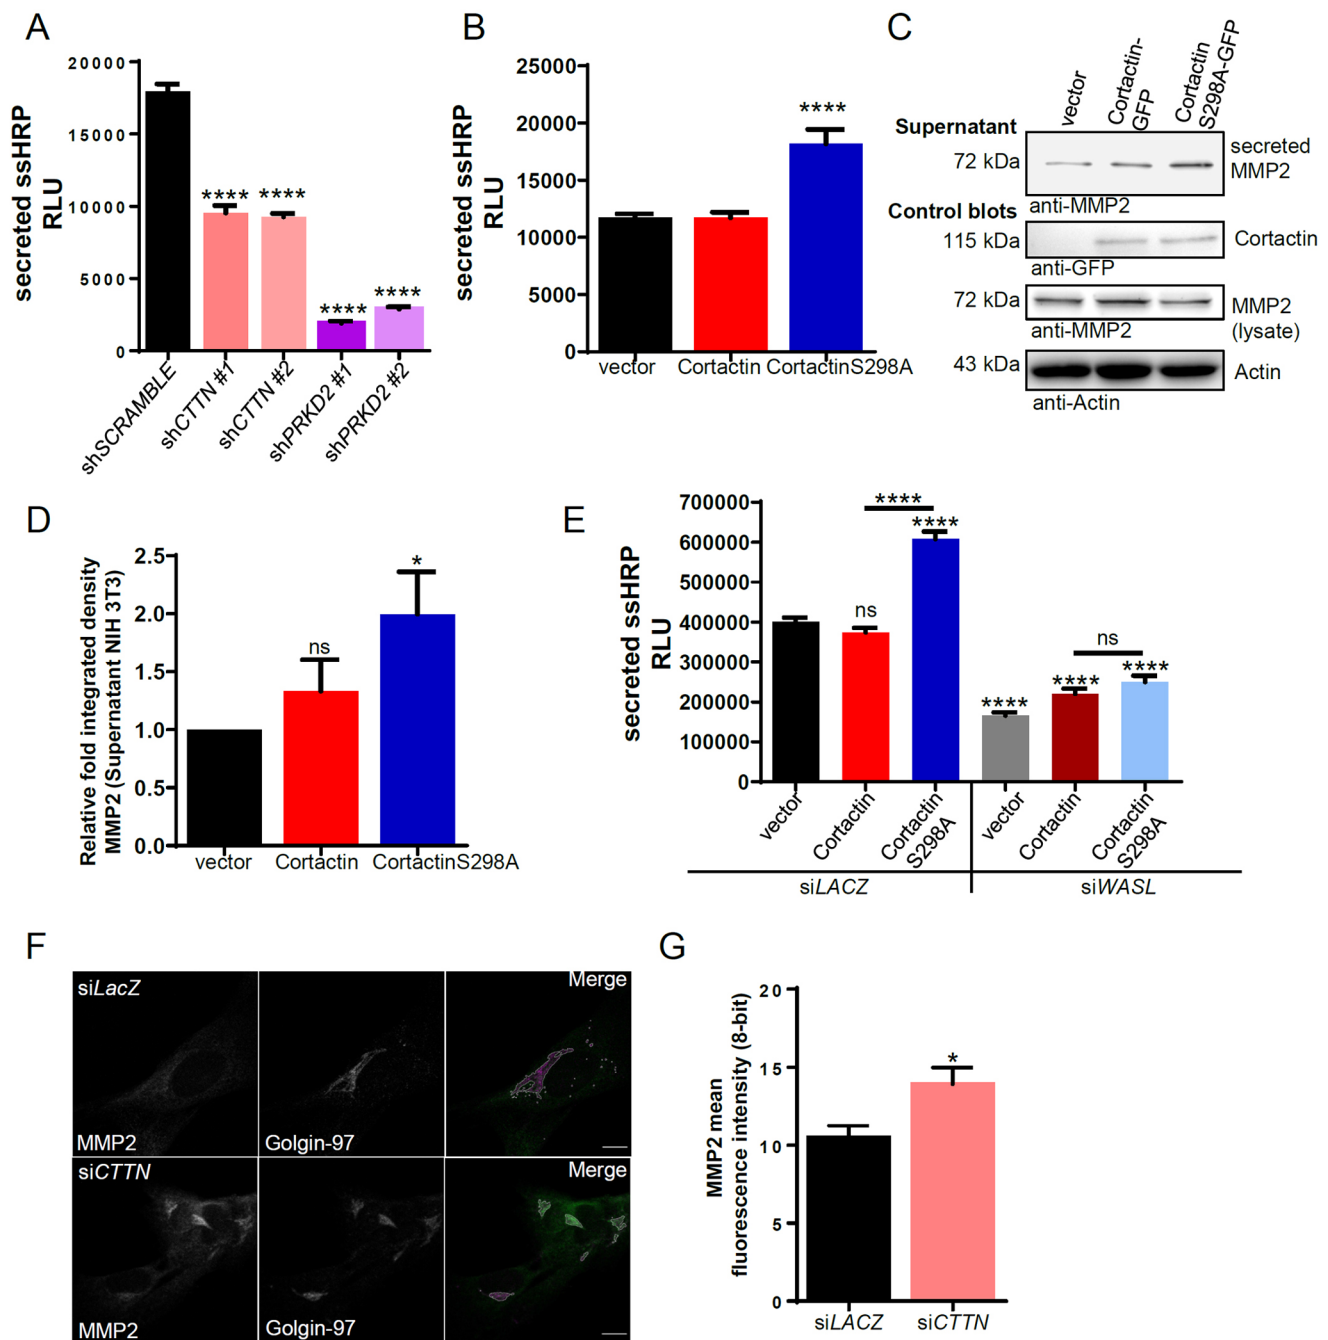 A
secreted ssHRP
RLU
20000
15000
10000
5000
0
****
****
****
****
shSCRAMBLE
shCTTN #1
shCTTN #2
shPRKD2 #1
shPRKD2 #2
B
secreted ssHRP
RLU
25000
20000
15000
10000
5000
0
****
vector
Cortactin
CortactinS298A
C
vector
Cortactin-
GFP
Cortactin
S298A-GFP
Supernatant
72 kDa
secreted
MMP2
anti-MMP2
Control blots
115 kDa
Cortactin
anti-GFP
72 kDa
MMP2
(lysate)
anti-MMP2
43 kDa
Actin
anti-Actin
D
Relative fold integrated density
MMP2 (Supernatant NIH 3T3)
2.5
2.0
1.5
1.0
0.5
0.0
ns
*
vector
Cortactin
CortactinS298A
E
secreted ssHRP
RLU
700000
600000
500000
400000
300000
200000
100000
0
****
****
ns
ns
****
****
****
vector
Cortactin
Cortactin
S298A
vector
Cortactin
Cortactin
S298A
siLACZ
siWASL
F
siLacZ
Merge
MMP2
Golgin-97
siCTTN
Merge
MMP2
Golgin-97
G
MMP2 mean
fluorescence intensity (8-bit)
20
15
10
5
0
*
siLACZ
siCTTN